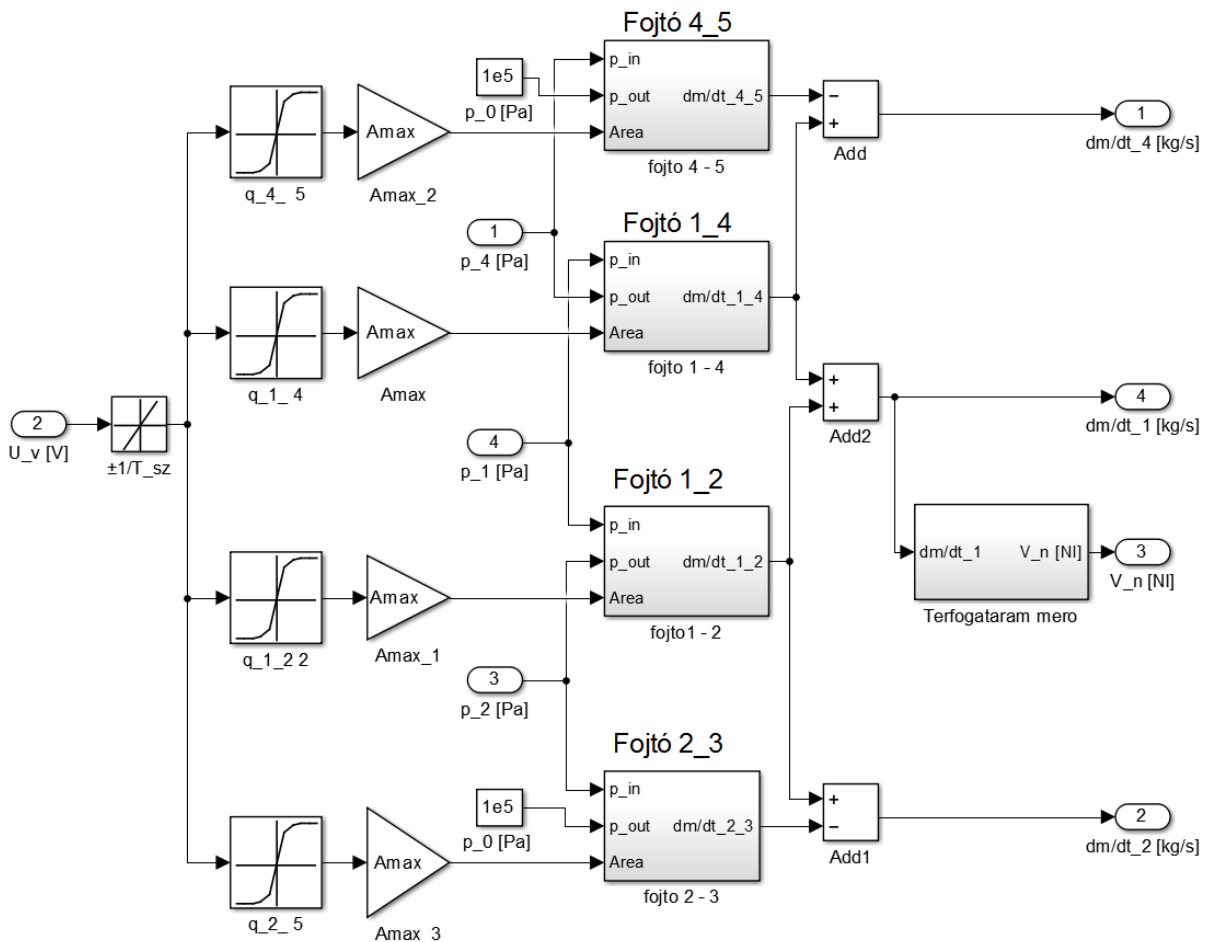 Fojtó 4_5
1e5
p_0 [Pa]
p_in
p_out
Area
dm/dt_4_5
fojto 4 - 5
q_4_ 5
Amax
Amax_2
−
+
Add
1
dm/dt_4 [kg/s]
1
p_4 [Pa]
Fojtó 1_4
p_in
p_out
Area
dm/dt_1_4
fojto 1 - 4
q_1_ 4
Amax
Amax
2
U_v [V]
±1/T_sz
4
p_1 [Pa]
+
+
Add2
4
dm/dt_1 [kg/s]
Fojtó 1_2
p_in
p_out
Area
dm/dt_1_2
fojto1 - 2
q_1_2 2
Amax
Amax_1
dm/dt_1
V_n [Nl]
Terfogataram mero
3
V_n [Nl]
3
p_2 [Pa]
Fojtó 2_3
1e5
p_0 [Pa]
p_in
p_out
Area
dm/dt_2_3
fojto 2 - 3
q_2_ 5
Amax
Amax_3
+
−
Add1
2
dm/dt_2 [kg/s]